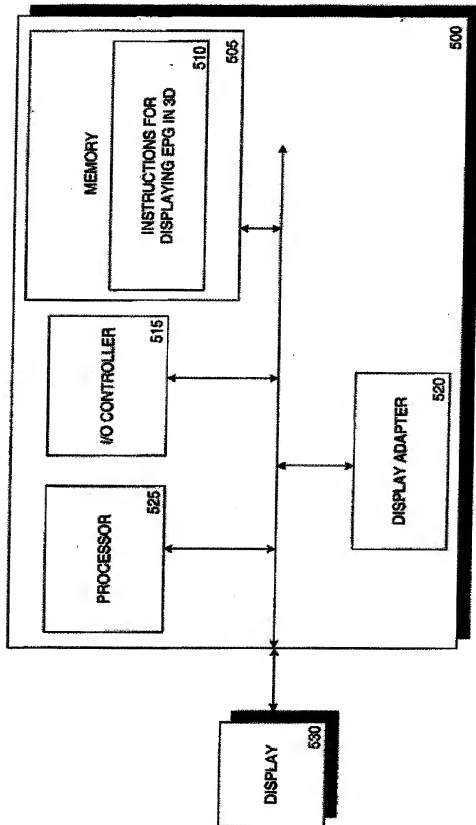 PROCESSOR
525
I/O CONTROLLER
515
MEMORY
INSTRUCTIONS FOR
DISPLAYING EPG IN 3D
510
505
DISPLAY ADAPTER
520
500
DISPLAY
530